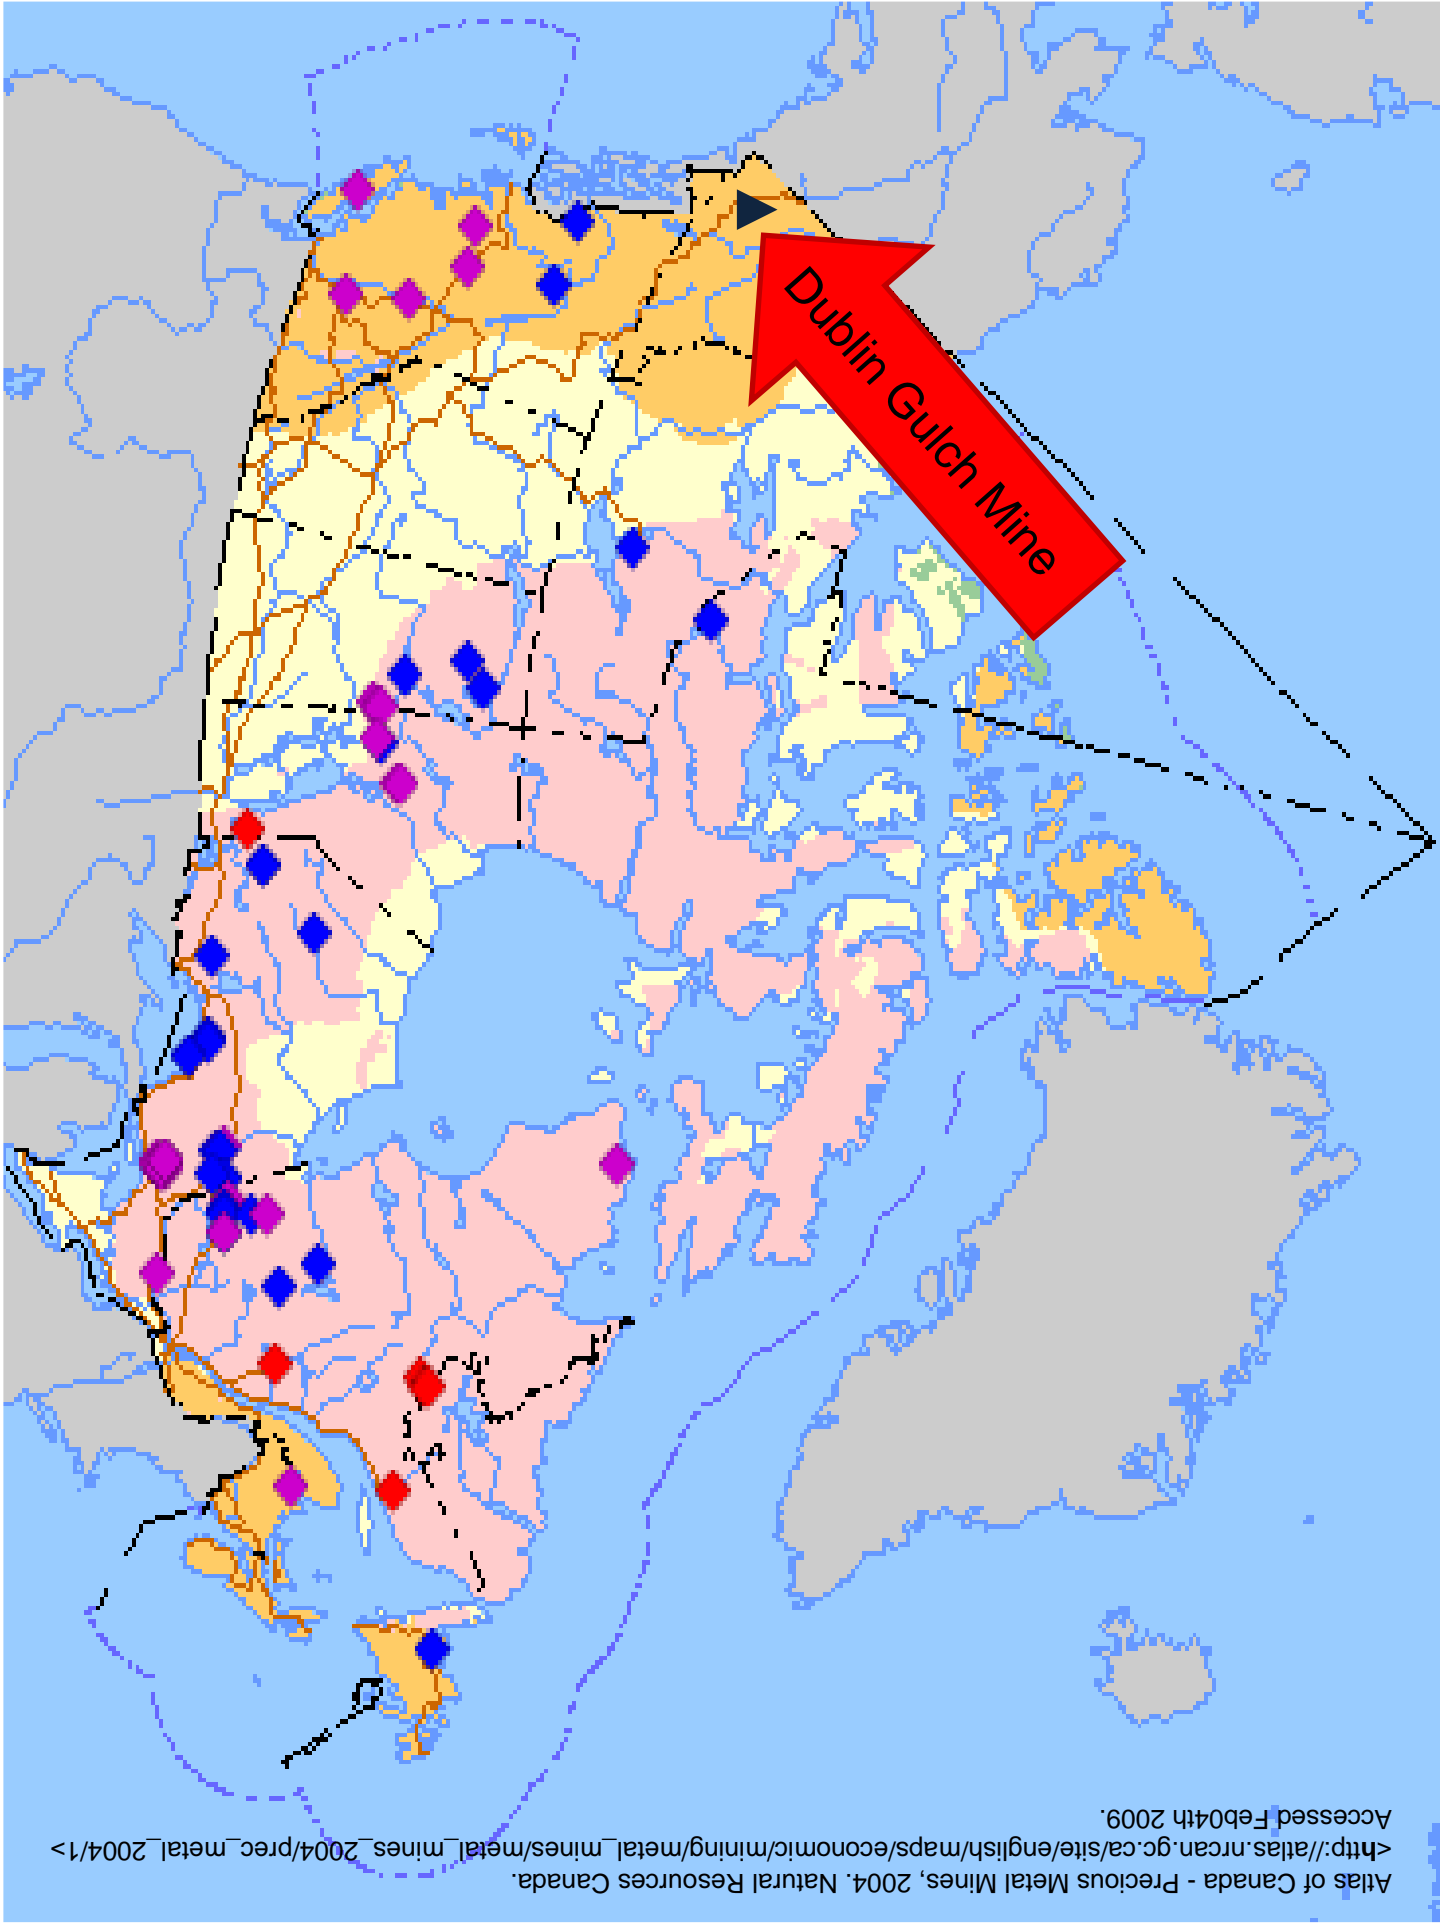 Dublin Gulch Mine
Atlas of Canada - Precious Metal Mines, 2004. Natural Resources Canada.
<http://atlas.nrcan.gc.ca/site/english/maps/economic/mining/metal_mines/metal_mines_2004/prec_metal_2004/1>
Accessed Feb04th 2009.